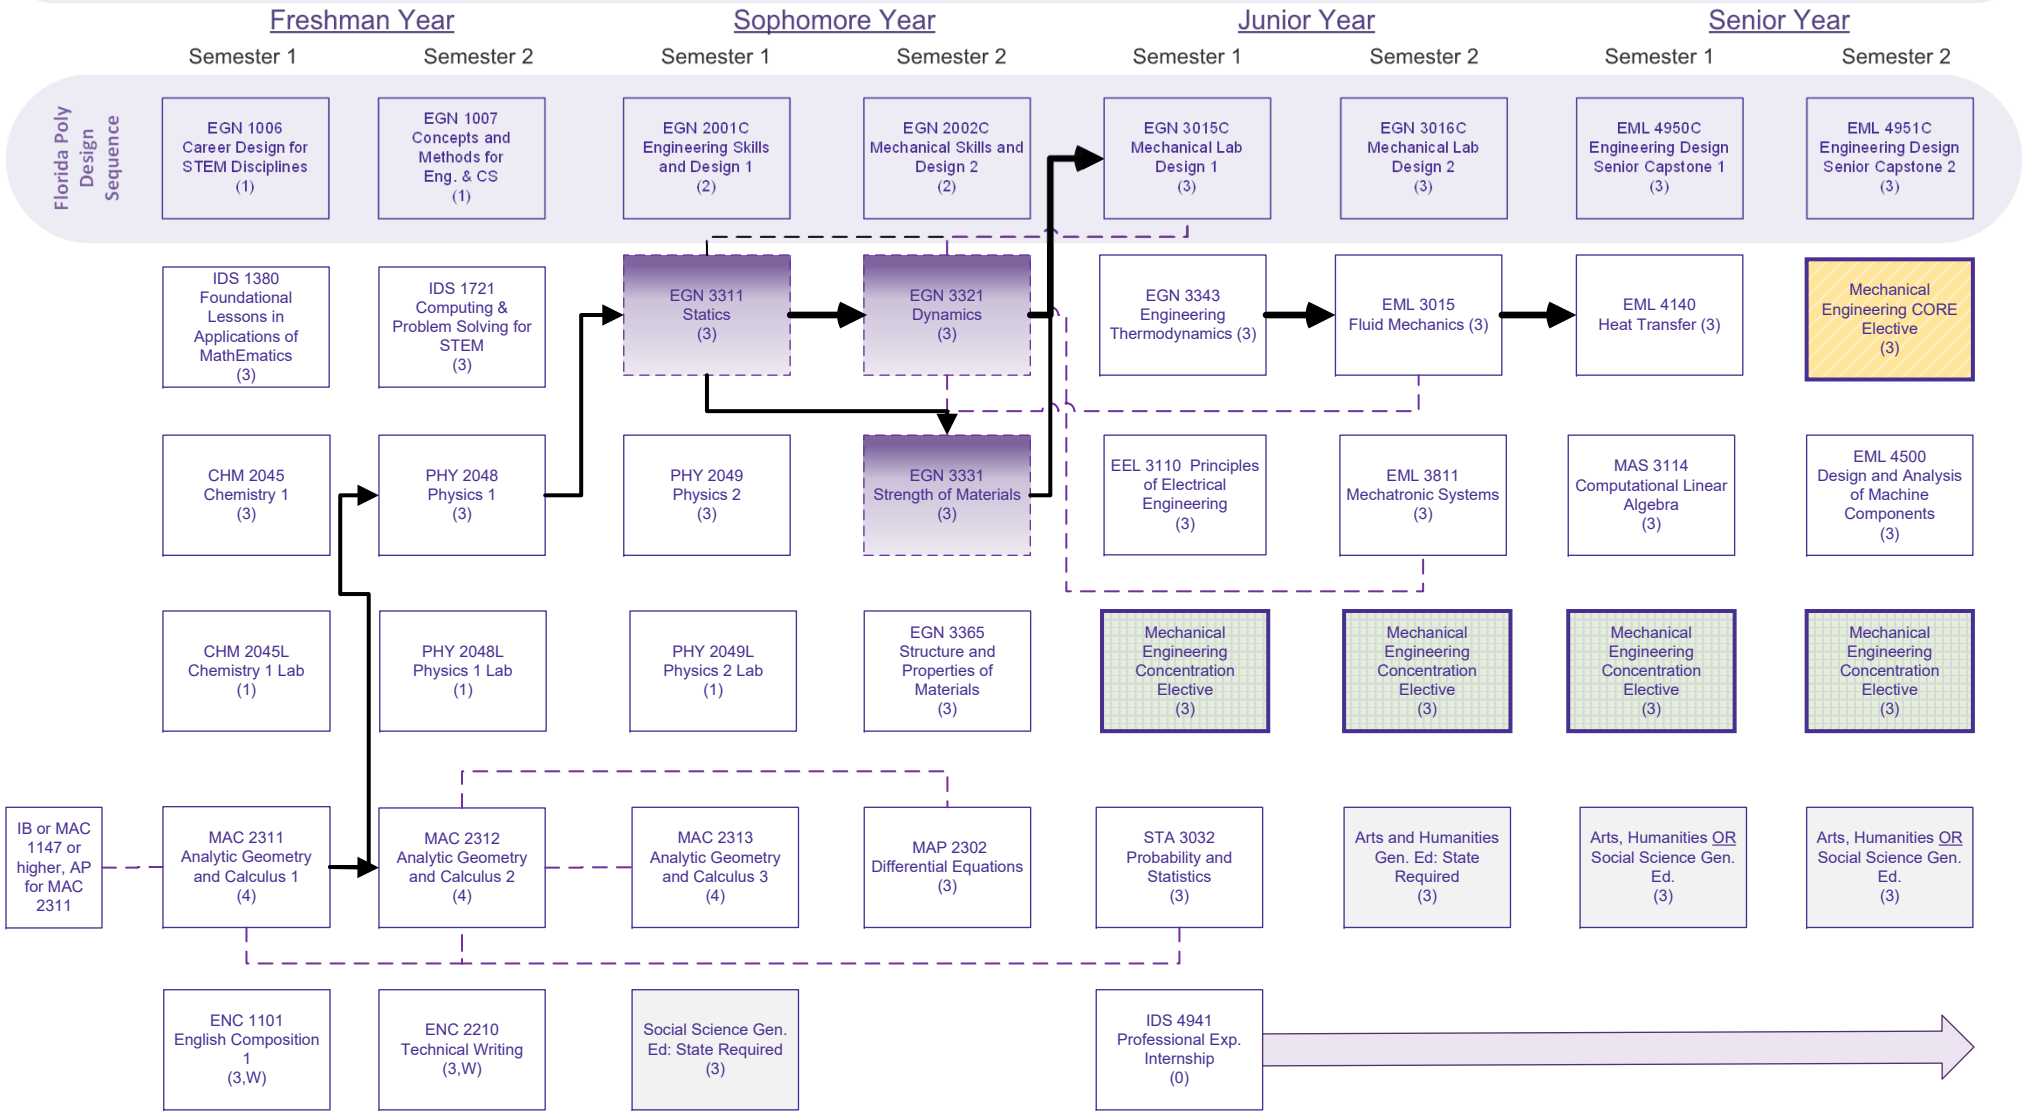 Freshman Year
Sophomore Year
Junior Year
Senior Year
Semester 1
Semester 2
Semester 1
Semester 2
Semester 1
Semester 2
Semester 1
Semester 2
Florida Poly
Design
Sequence
EGN 1006
Career Design for
STEM Disciplines
(1)
EGN 1007
Concepts and
Methods for
Eng. & CS
(1)
EGN 2001C
Engineering Skills
and Design 1
(2)
EGN 2002C
Mechanical Skills and
Design 2
(2)
EGN 3015C
Mechanical Lab
Design 1
(3)
EGN 3016C
Mechanical Lab
Design 2
(3)
EML 4950C
Engineering Design
Senior Capstone 1
(3)
EML 4951C
Engineering Design
Senior Capstone 2
(3)
IDS 1380
Foundational
Lessons in
Applications of
MathEmatics
(3)
IDS 1721
Computing &
Problem Solving for
STEM
(3)
EGN 3311
Statics
(3)
EGN 3321
Dynamics
(3)
EGN 3343
Engineering
Thermodynamics (3)
EML 3015
Fluid Mechanics (3)
EML 4140
Heat Transfer (3)
Mechanical
Engineering CORE
Elective
(3)
CHM 2045
Chemistry 1
(3)
PHY 2048
Physics 1
(3)
PHY 2049
Physics 2
(3)
EGN 3331
Strength of Materials
(3)
EEL 3110 Principles
of Electrical
Engineering
(3)
EML 3811
Mechatronic Systems
(3)
MAS 3114
Computational Linear
Algebra
(3)
EML 4500
Design and Analysis
of Machine
Components
(3)
CHM 2045L
Chemistry 1 Lab
(1)
PHY 2048L
Physics 1 Lab
(1)
PHY 2049L
Physics 2 Lab
(1)
EGN 3365
Structure and
Properties of
Materials
(3)
Mechanical
Engineering
Concentration
Elective
(3)
Mechanical
Engineering
Concentration
Elective
(3)
Mechanical
Engineering
Concentration
Elective
(3)
Mechanical
Engineering
Concentration
Elective
(3)
IB or MAC
1147 or
higher, AP
for MAC
2311
MAC 2311
Analytic Geometry
and Calculus 1
(4)
MAC 2312
Analytic Geometry
and Calculus 2
(4)
MAC 2313
Analytic Geometry
and Calculus 3
(4)
MAP 2302
Differential Equations
(3)
STA 3032
Probability and
Statistics
(3)
Arts and Humanities
Gen. Ed: State
Required
(3)
Arts, Humanities OR
Social Science Gen.
Ed.
(3)
Arts, Humanities OR
Social Science Gen.
Ed.
(3)
ENC 1101
English Composition
1
(3,W)
ENC 2210
Technical Writing
(3,W)
Social Science Gen.
Ed: State Required
(3)
IDS 4941
Professional Exp.
Internship
(0)